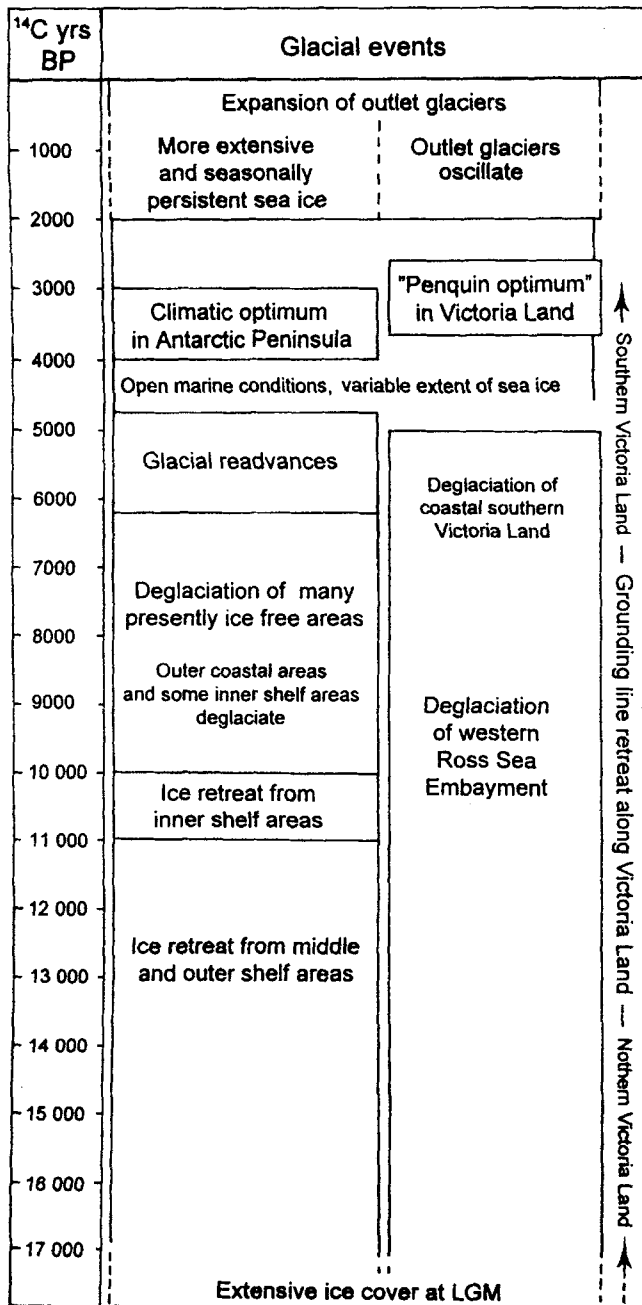 ¹⁴C yrs
BP
Glacial events
Expansion of outlet glaciers
More extensive
and seasonally
persistent sea ice
Outlet glaciers
oscillate
1000
2000
3000
4000
5000
6000
7000
8000
9000
10 000
11 000
12 000
13 000
14 000
15 000
16 000
17 000
"Penquin optimum"
in Victoria Land
Climatic optimum
in Antarctic Peninsula
Open marine conditions, variable extent of sea ice
Glacial readvances
Deglaciation of
coastal southern
Victoria Land
Deglaciation of many
presently ice free areas
Outer coastal areas
and some inner shelf areas
deglaciate
Deglaciation
of western
Ross Sea
Embayment
Ice retreat from
inner shelf areas
Ice retreat from middle
and outer shelf areas
Extensive ice cover at LGM
Southern Victoria Land — Grounding line retreat along Victoria Land --- Nothern Victoria Land